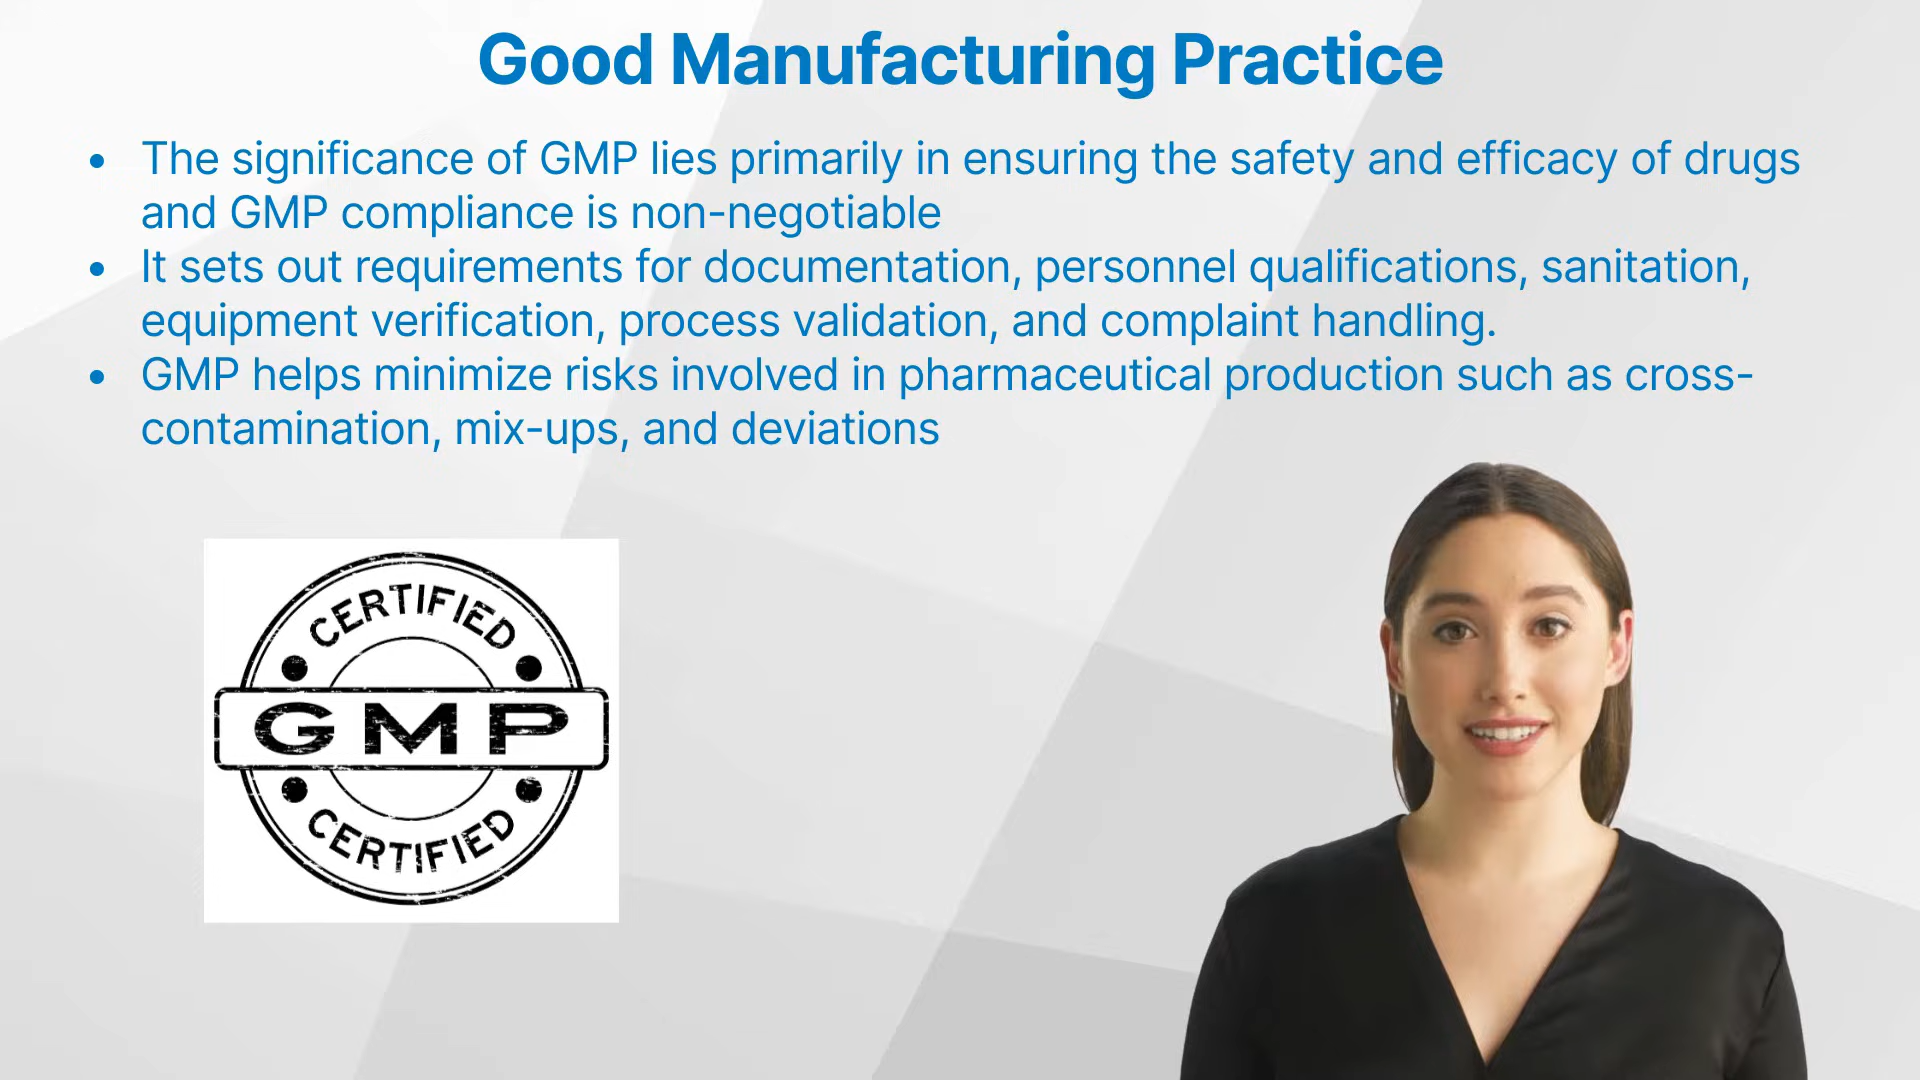 Good Manufacturing Practice
• The significance of GMP lies primarily in ensuring the safety and efficacy of drugs
and GMP compliance is non-negotiable
• It sets out requirements for documentation, personnel qualifications, sanitation,
equipment verification, process validation, and complaint handling.
• GMP helps minimize risks involved in pharmaceutical production such as cross-
contamination, mix-ups, and deviations
CERTIFIED
GMP
CERTIFIED